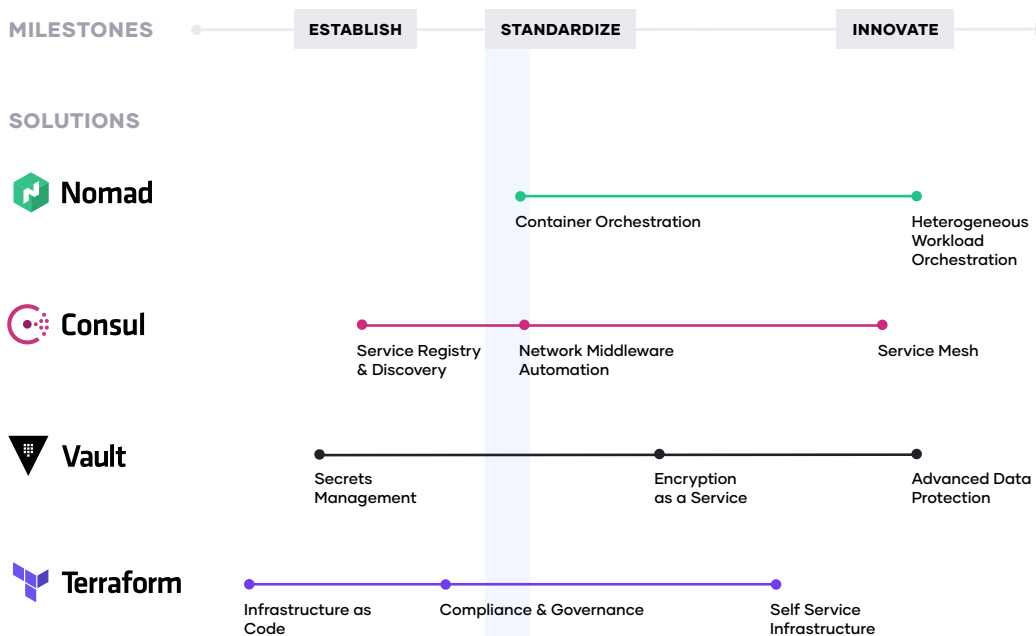 MILESTONES
ESTABLISH
STANDARDIZE
INNOVATE
SOLUTIONS
Nomad
Container Orchestration
Heterogeneous
Workload
Orchestration
Consul
Service Registry
& Discovery
Network Middleware
Automation
Service Mesh
Vault
Secrets
Management
Encryption
as a Service
Advanced Data
Protection
Terraform
Infrastructure as
Code
Compliance & Governance
Self Service
Infrastructure